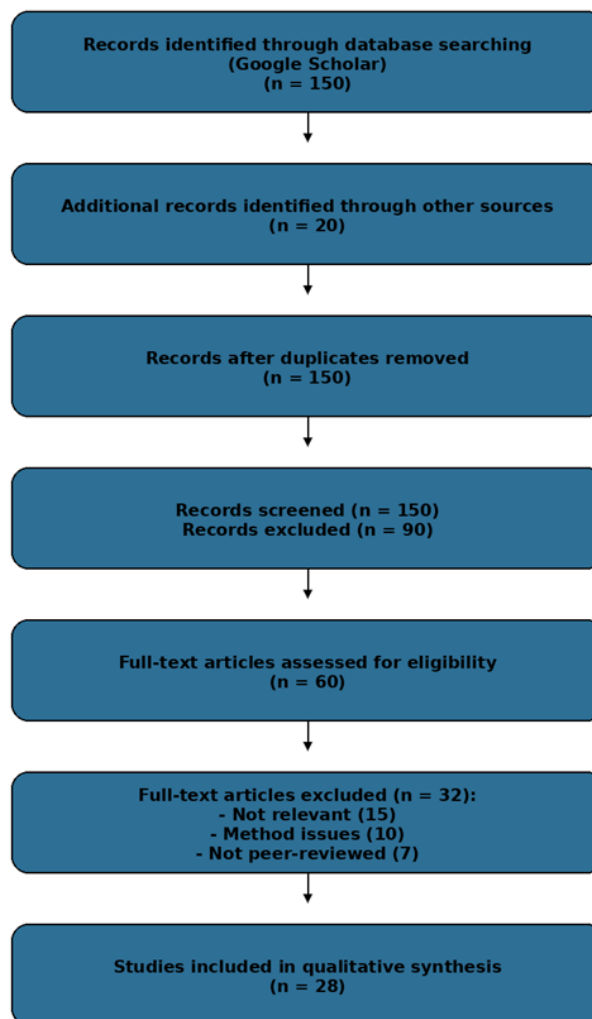 Records identified through database searching
(Google Scholar)
(n = 150)
Additional records identified through other sources
(n = 20)
Records after duplicates removed
(n = 150)
Records screened (n = 150)
Records excluded (n = 90)
Full-text articles assessed for eligibility
(n = 60)
Full-text articles excluded (n = 32):
- Not relevant (15)
- Method issues (10)
- Not peer-reviewed (7)
Studies included in qualitative synthesis
(n = 28)